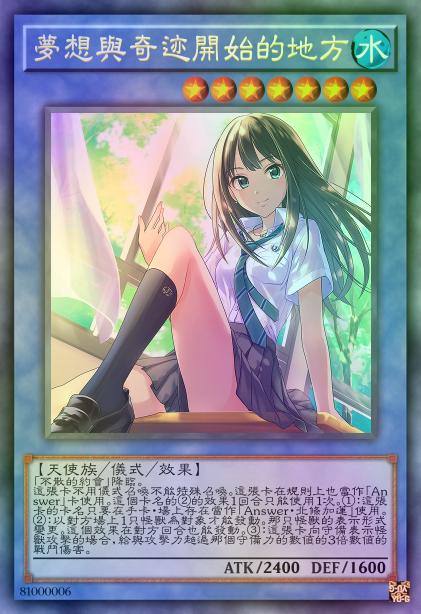 夢想與奇迹開始的地方
水
【天使族／儀式／效果】
「不散的約會」降臨。
這張卡不用儀式召喚不能特殊召喚。這張卡在規則上也當作「An
swer」卡使用。這個卡名的(2)的效果1回合只能使用1次。(1)：這張
卡的卡名只要在手卡·場上存在當作「Answer·北條加蓮」使用。
(2)：以對方場上1只怪獸為對象才能發動。那只怪獸的表示形式
變更。這個效果在對方回合也能發動。(3)：這張卡向守備表示怪
獸攻擊的場合，給與攻擊力超過那個守備力的數值的3倍數值的
戰鬥傷害。
ATK/2400 DEF/1600
81000006